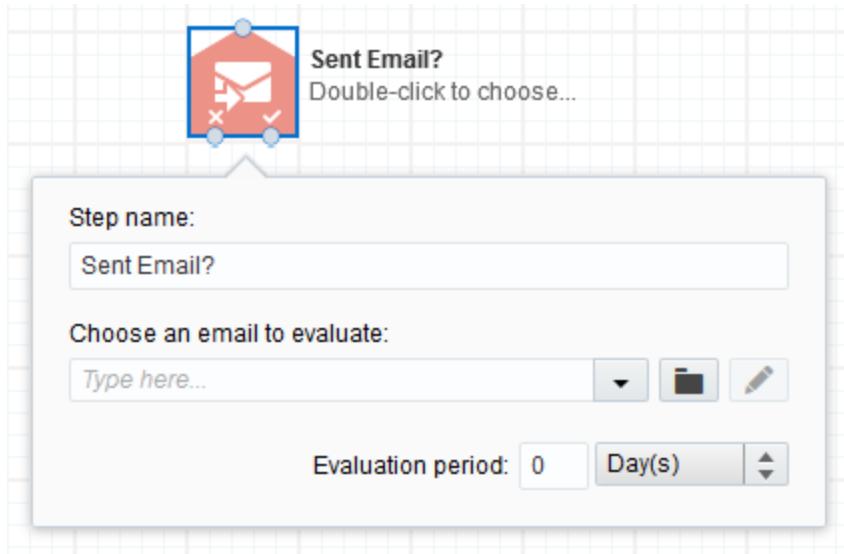 Sent Email?
Double-click to choose...
Step name:
Sent Email?
Choose an email to evaluate:
Type here...
Evaluation period: 0 Day(s)